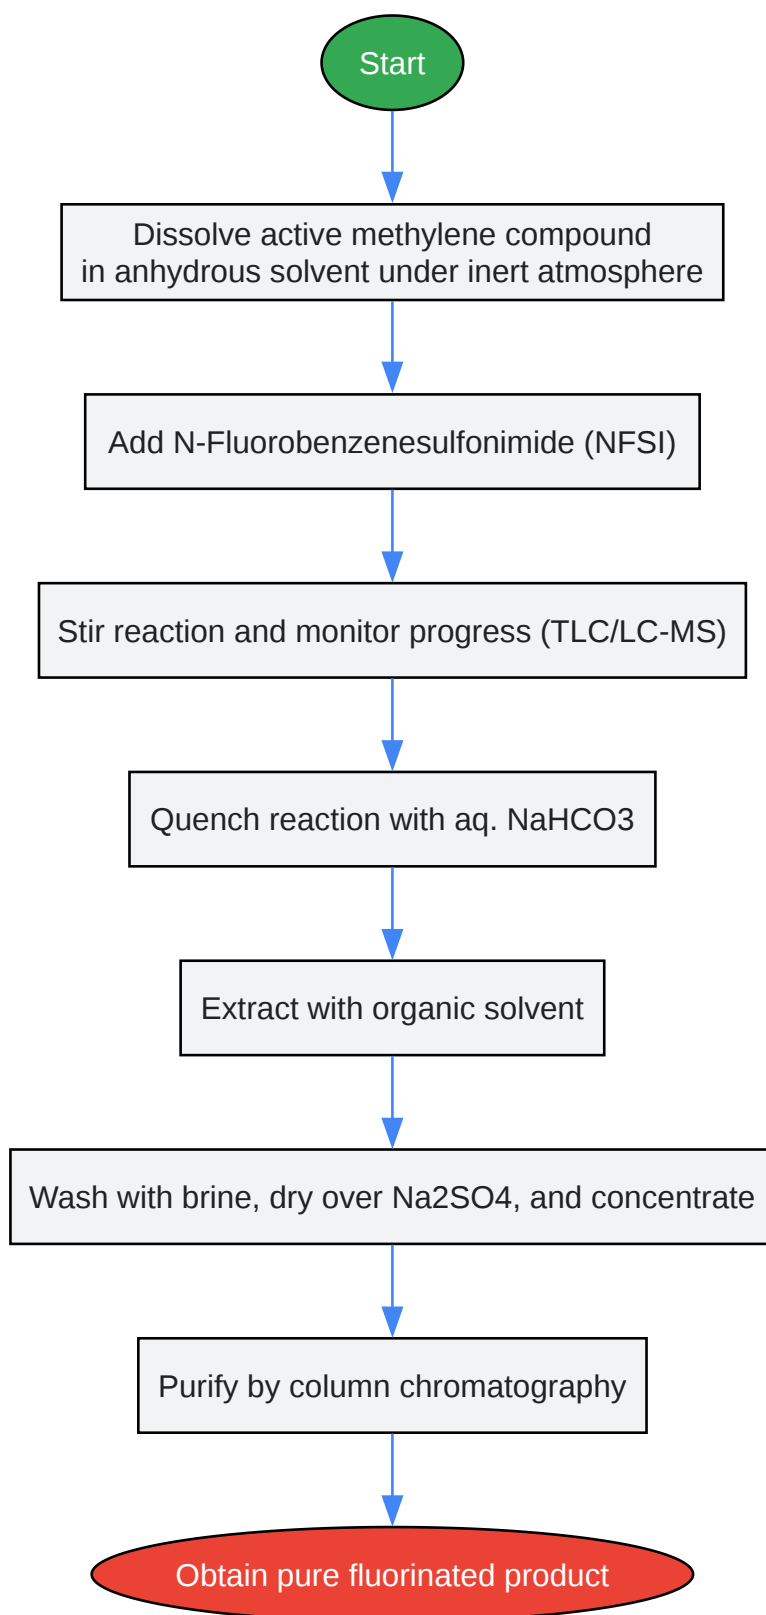 Start
Dissolve active methylene compound
in anhydrous solvent under inert atmosphere
Add N-Fluorobenzenesulfonimide (NFSI)
Stir reaction and monitor progress (TLC/LC-MS)
Quench reaction with aq. NaHCO3
Extract with organic solvent
Wash with brine, dry over Na2SO4, and concentrate
Purify by column chromatography
Obtain pure fluorinated product